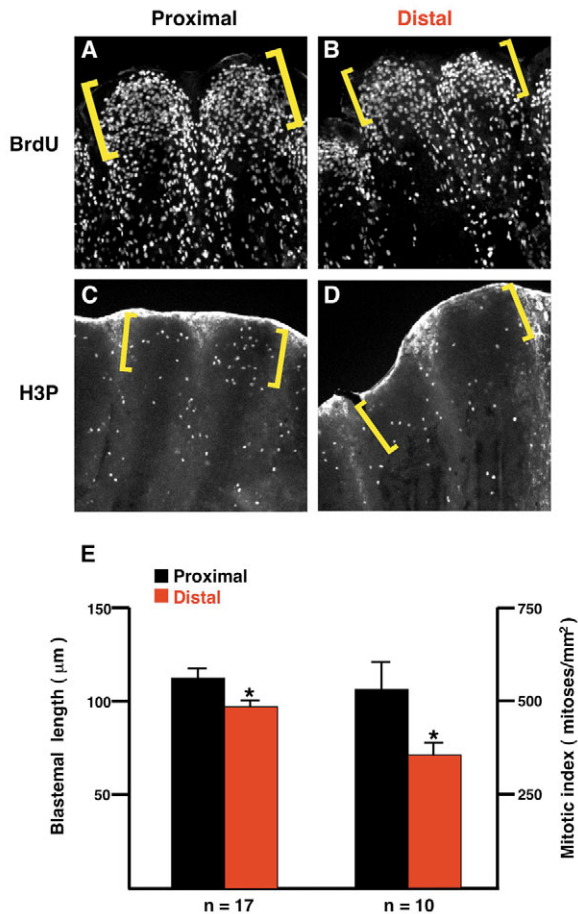 Proximal Distal
A B
BrdU
C D
H3P
E
Proximal
Distal
150 750
100 500
50 250
* *
Blastemal length ( μm )
Mitotic index ( mitoses/mm²)
n = 17 n = 10